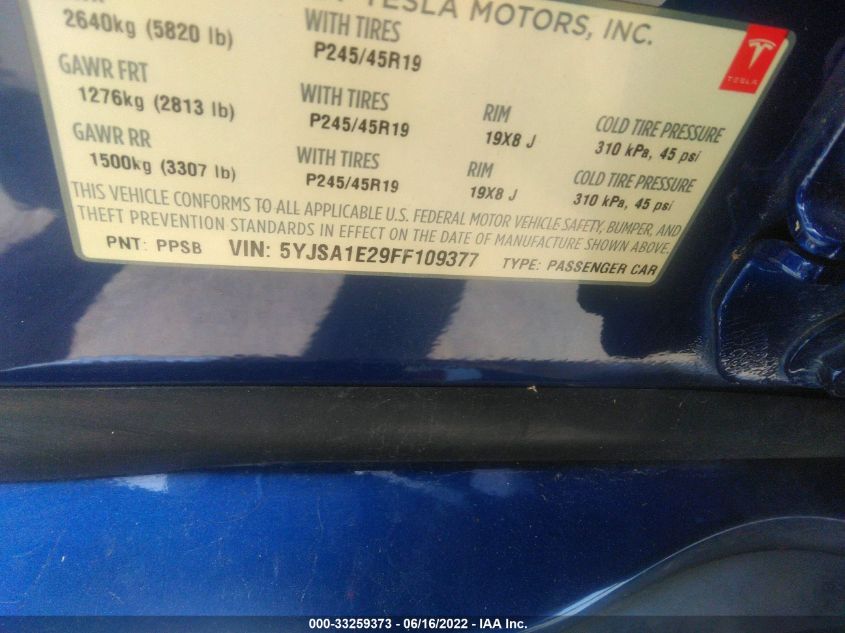 TESLA MOTORS, INC.
2640kg (5820 lb)
WITH TIRES
P245/45R19
TESLA
GAWR FRT
1276kg (2813 lb)
WITH TIRES
P245/45R19
RIM
19X8 J
COLD TIRE PRESSURE
310 kPa, 45 psi
GAWR RR
1500kg (3307 lb)
WITH TIRES
P245/45R19
RIM
19X8 J
COLD TIRE PRESSURE
310 kPa, 45 psi
THIS VEHICLE CONFORMS TO ALL APPLICABLE U.S. FEDERAL MOTOR VEHICLE SAFETY, BUMPER, AND
THEFT PREVENTION STANDARDS IN EFFECT ON THE DATE OF MANUFACTURE SHOWN ABOVE.
PNT: PPSB VIN: 5YJSA1E29FF109377 TYPE: PASSENGER CAR
000-33259373 - 06/16/2022 - IAA Inc.